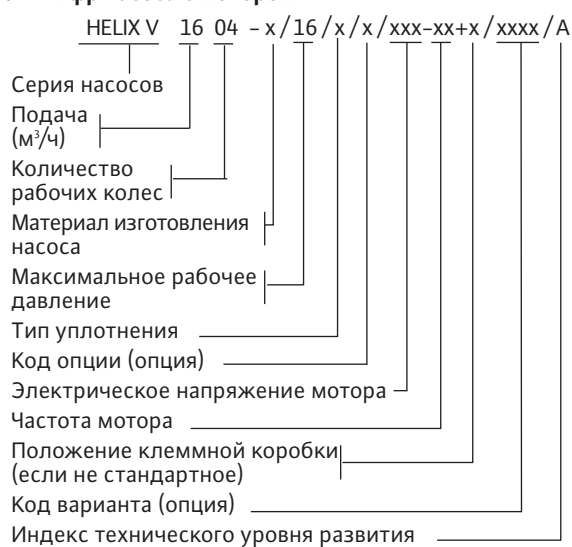 HELIX V 16 04 – x/16/x/x/xxx–xx+x/xxxx/A
Серия насосов
Подача
(м³/ч)
Количество
рабочих колес
Материал изготовления
насоса
Максимальное рабочее
давление
Тип уплотнения
Код опции (опция)
Электрическое напряжение мотора
Частота мотора
Положение клеммной коробки
(если не стандартное)
Код варианта (опция)
Индекс технического уровня развития